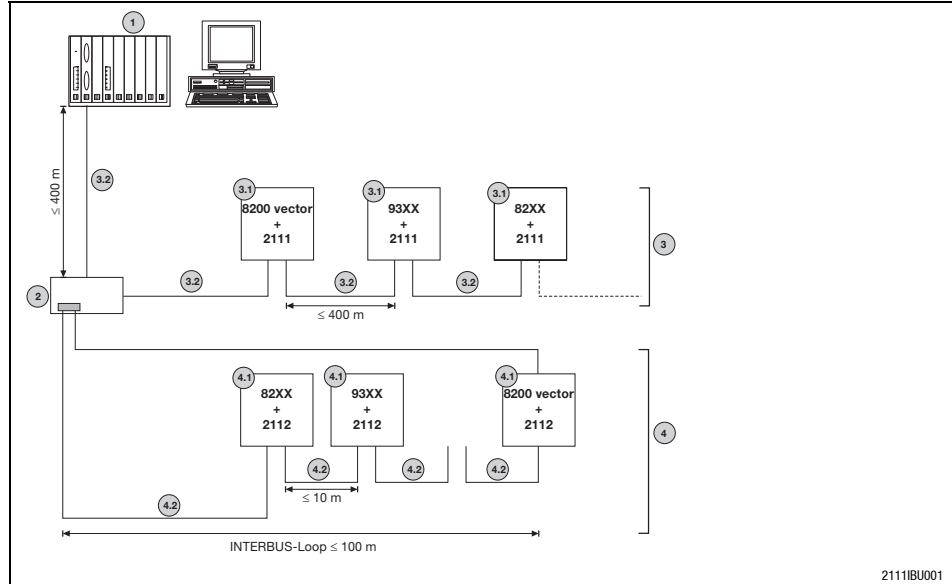 1
≤ 400 m
3.2
3.1
8200 vector
+
2111
3.1
93XX
+
2111
3.1
82XX
+
2111
3
2
3.2
3.2
3.2
≤ 400 m
4.1
82XX
+
2112
4.1
93XX
+
2112
4.1
8200 vector
+
2112
4
4.2
4.2
4.2
≤ 10 m
4.2
INTERBUS-Loop ≤ 100 m
2111IBU001